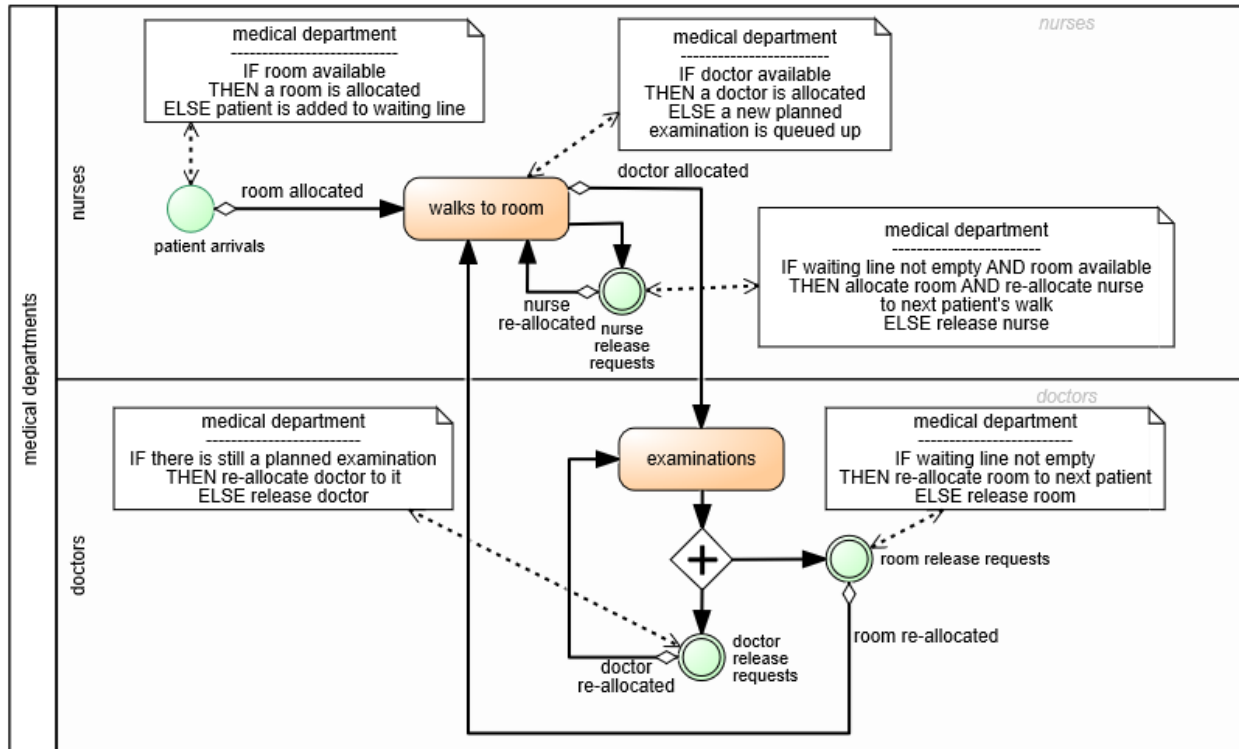 medical departments
nurses
nurses
medical department
---------------------------
IF room available
THEN a room is allocated
ELSE patient is added to waiting line
medical department
------------------------
IF doctor available
THEN a doctor is allocated
ELSE a new planned
examination is queued up
doctor allocated
room allocated
walks to room
patient arrivals
medical department
------------------------
IF waiting line not empty AND room available
THEN allocate room AND re-allocate nurse
to next patient's walk
ELSE release nurse
nurse
re-allocated
nurse
release
requests
doctors
doctors
medical department
-------------------------
IF there is still a planned examination
THEN re-allocate doctor to it
ELSE release doctor
medical department
-------------------------
IF waiting line not empty
THEN re-allocate room to next patient
ELSE release room
examinations
room release requests
room re-allocated
doctor
release
requests
doctor
re-allocated